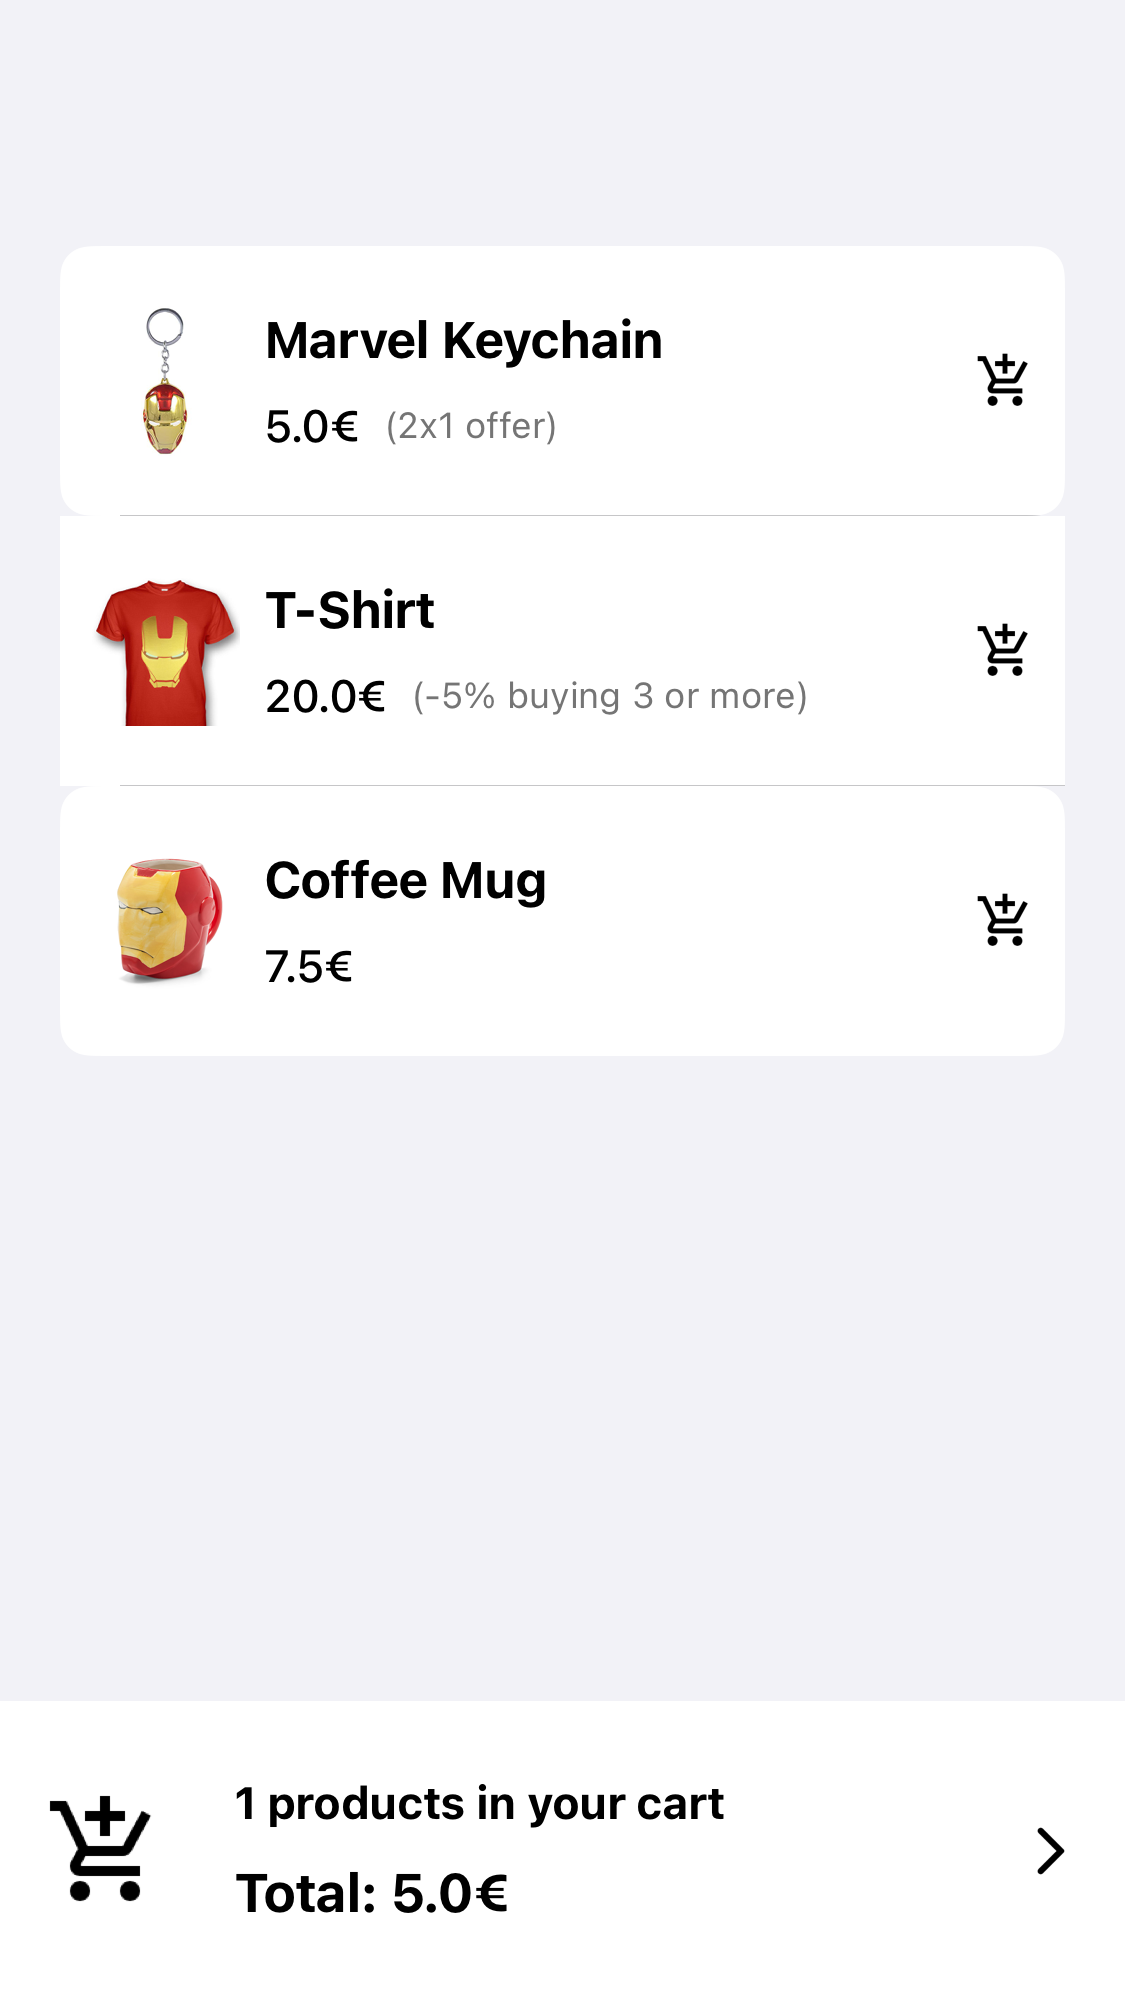 Marvel Keychain
5.0€ (2x1 offer)
T-Shirt
20.0€ (-5% buying 3 or more)
Coffee Mug
7.5€
1 products in your cart
Total: 5.0€